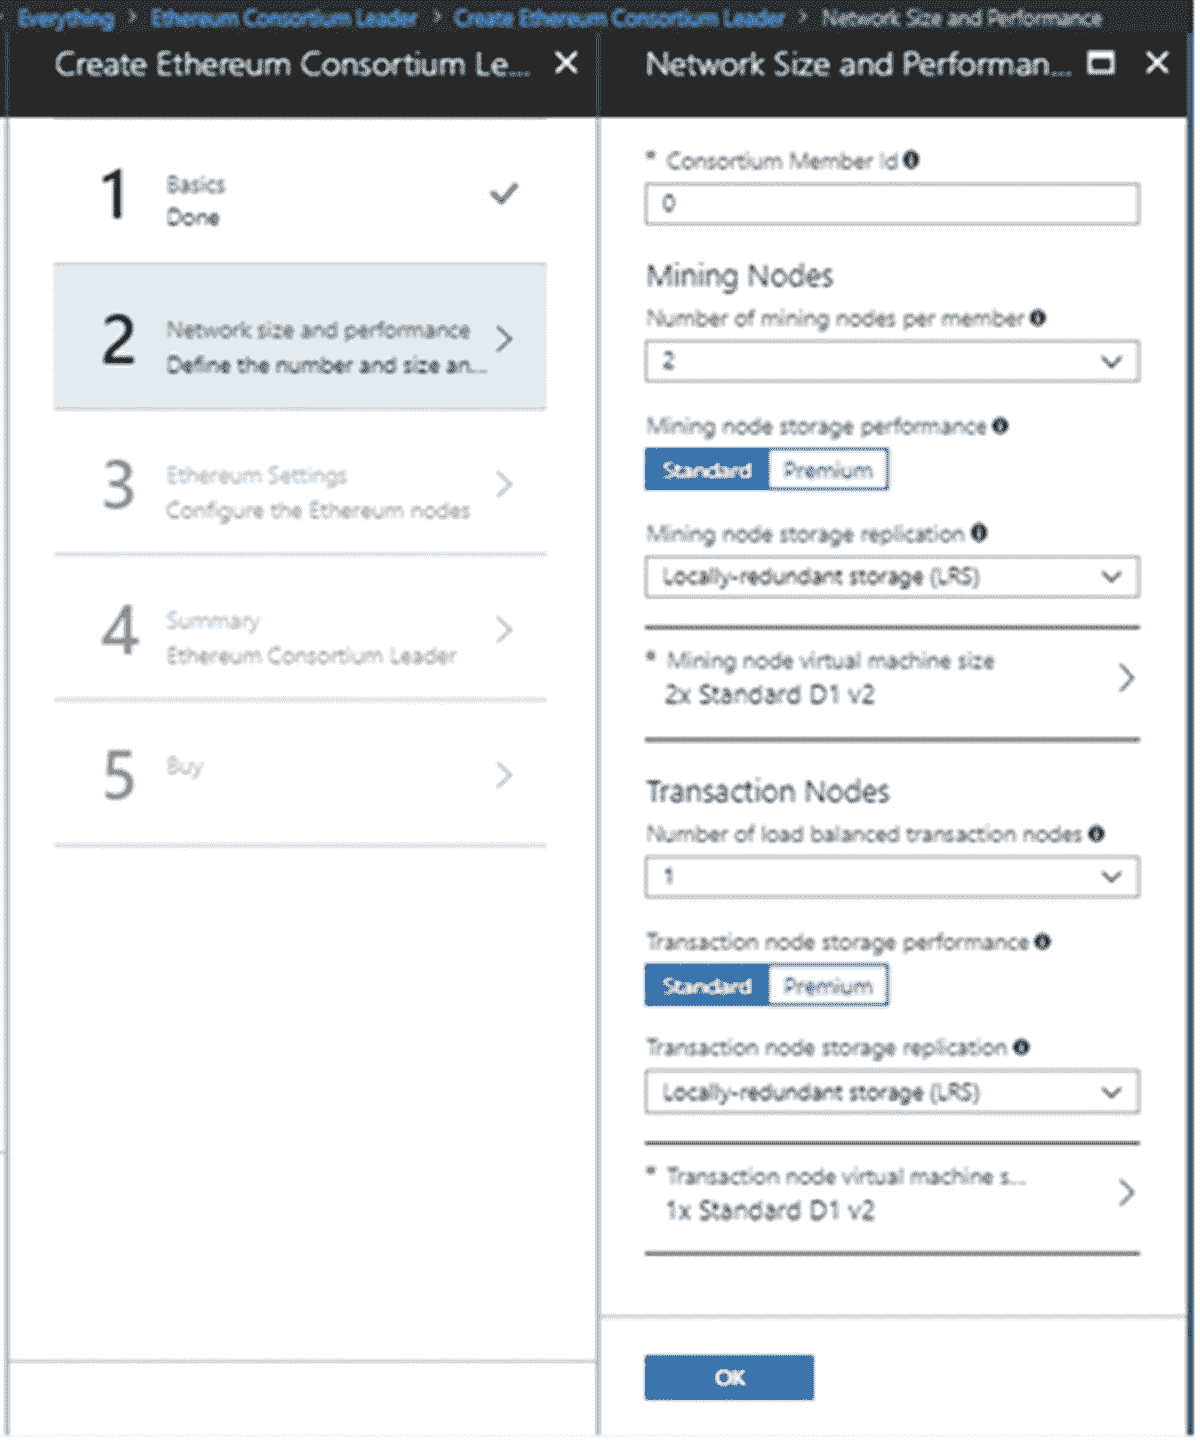 Everything > Ethereum Consortium Leader > Create Ethereum Consortium Leader > Network Size and Performance
Create Ethereum Consortium Le...
1
Basics
Done
2
Network size and performance
Define the number and size an...
3
Ethereum Settings
Configure the Ethereum nodes
4
Summary
Ethereum Consortium Leader
5
Buy
Network Size and Performan...
* Consortium Member Id
0
Mining Nodes
Number of mining nodes per member
2
Mining node storage performance
Standard Premium
Mining node storage replication
Locally-redundant storage (LRS)
* Mining node virtual machine size
2x Standard D1 v2
Transaction Nodes
Number of load balanced transaction nodes
1
Transaction node storage performance
Standard Premium
Transaction node storage replication
Locally-redundant storage (LRS)
* Transaction node virtual machine s...
1x Standard D1 v2
OK